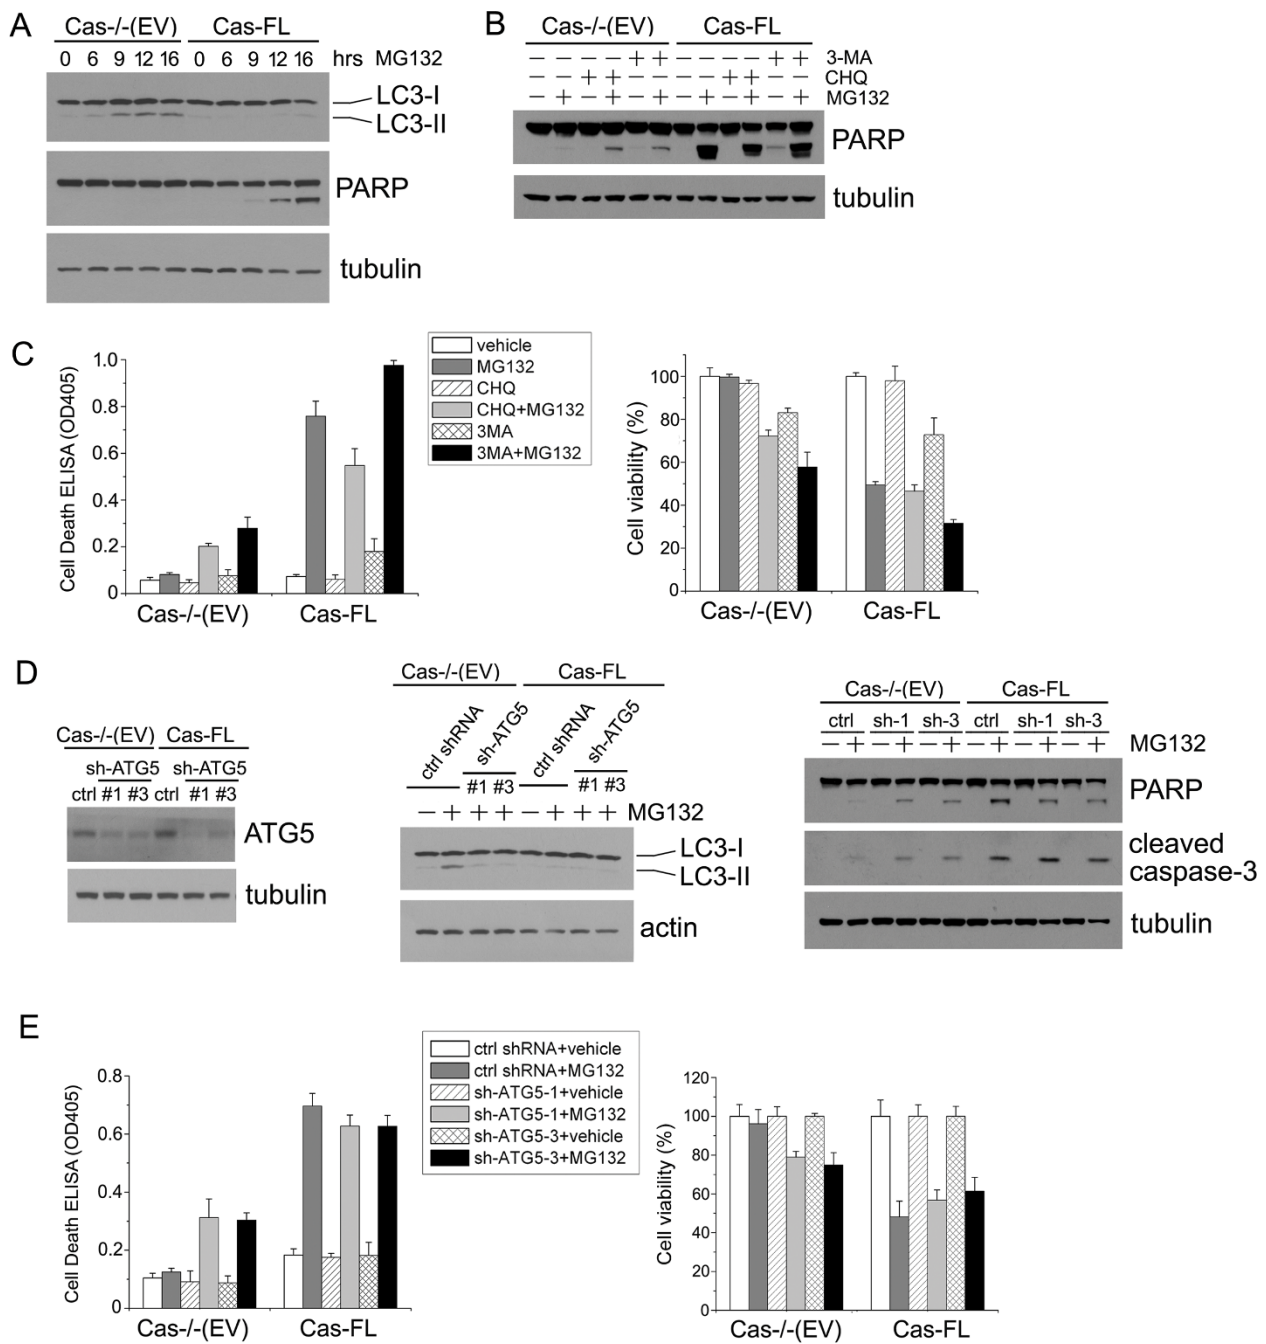 A
Cas-/-(EV) Cas-FL
0 6 9 12 16 0 6 9 12 16 hrs MG132
LC3-I
LC3-II
PARP
tubulin
B
Cas-/-(EV) Cas-FL
− − − − + + − − − − + + 3-MA
− − + + − − − − + + − − CHQ
− + − + − + − + − + − + MG132
PARP
tubulin
C
Cell Death ELISA (OD405)
1.0
0.8
0.6
0.4
0.2
0
Cas-/-(EV) Cas-FL
vehicle
MG132
CHQ
CHQ+MG132
3MA
3MA+MG132
Cell viability (%)
100
80
60
40
20
0
Cas-/-(EV) Cas-FL
D
Cas-/-(EV) Cas-FL
sh-ATG5 sh-ATG5
ctrl #1 #3 ctrl #1 #3
ATG5
tubulin
Cas-/-(EV) Cas-FL
ctrl shRNA sh-ATG5 ctrl shRNA sh-ATG5
#1 #3 #1 #3
− + + + − + + + MG132
LC3-I
LC3-II
actin
Cas-/-(EV) Cas-FL
ctrl sh-1 sh-3 ctrl sh-1 sh-3
− + − + − + − + − + − + MG132
PARP
cleaved
caspase-3
tubulin
E
Cell Death ELISA (OD405)
0.8
0.6
0.4
0.2
0
Cas-/-(EV) Cas-FL
ctrl shRNA+vehicle
ctrl shRNA+MG132
sh-ATG5-1+vehicle
sh-ATG5-1+MG132
sh-ATG5-3+vehicle
sh-ATG5-3+MG132
Cell viability (%)
120
100
80
60
40
20
0
Cas-/-(EV) Cas-FL